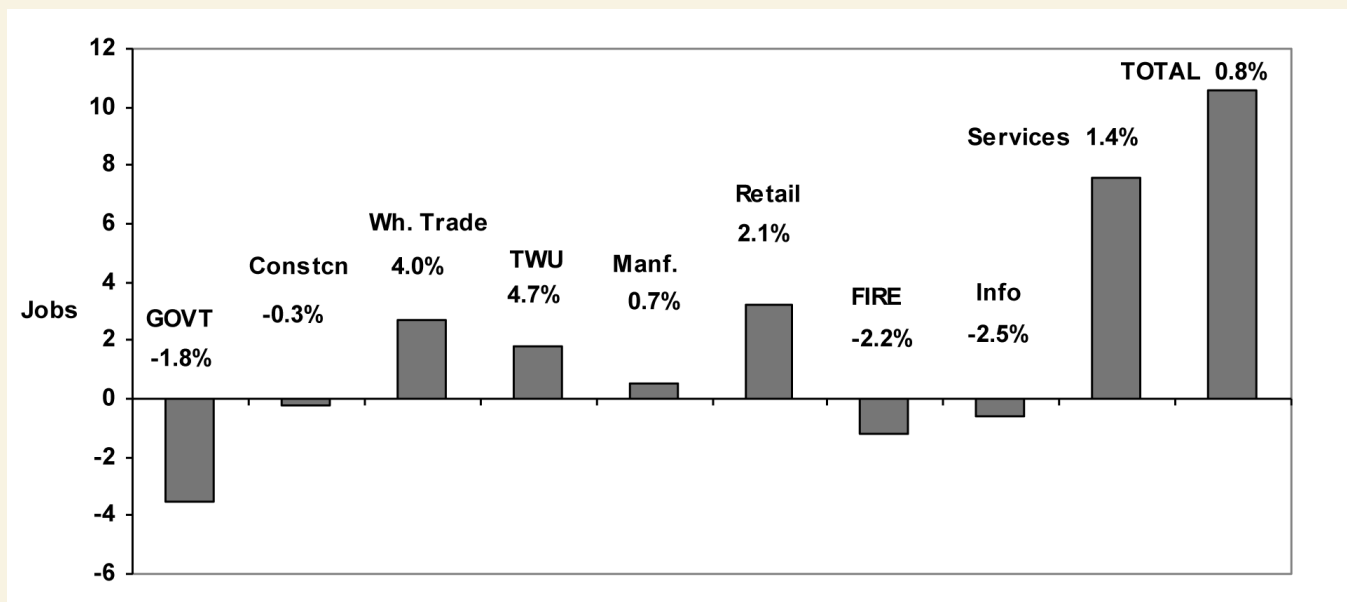 12
10
8
6
4
2
0
-2
-4
-6
Jobs
GOVT
-1.8%
Constcn
-0.3%
Wh. Trade
4.0%
TWU
4.7%
Manf.
0.7%
Retail
2.1%
FIRE
-2.2%
Info
-2.5%
Services 1.4%
TOTAL 0.8%